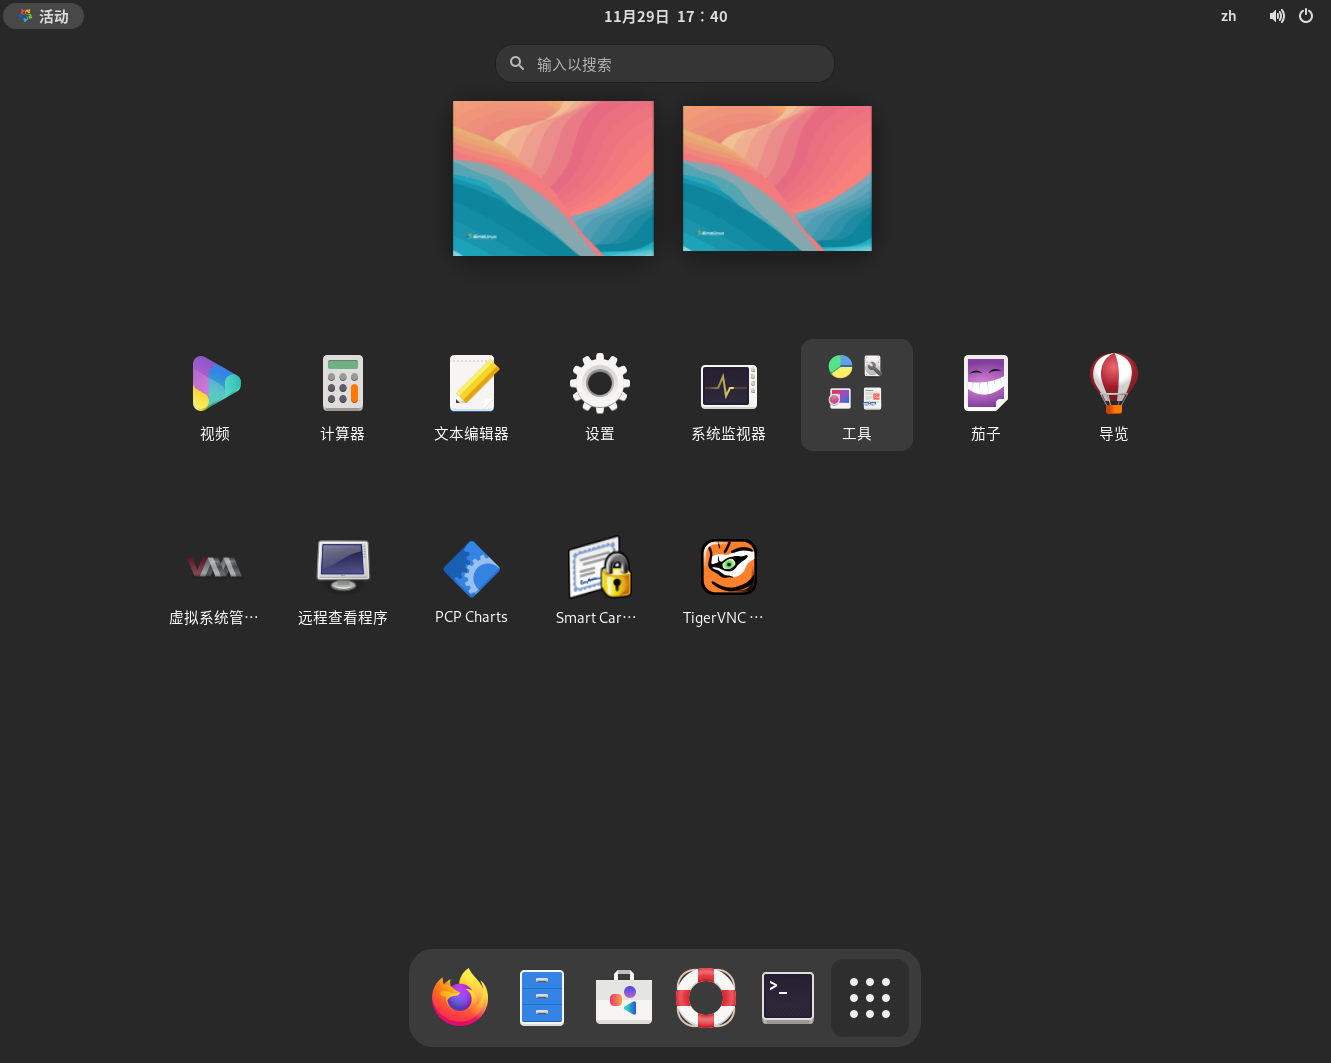 活动
11月29日 17：40
zh
输入以搜索
AlmaLinux
AlmaLinux
视频
计算器
文本编辑器
设置
系统监视器
工具
茄子
导览
虚拟系统管…
远程查看程序
PCP Charts
Smart Car…
TigerVNC …
>_